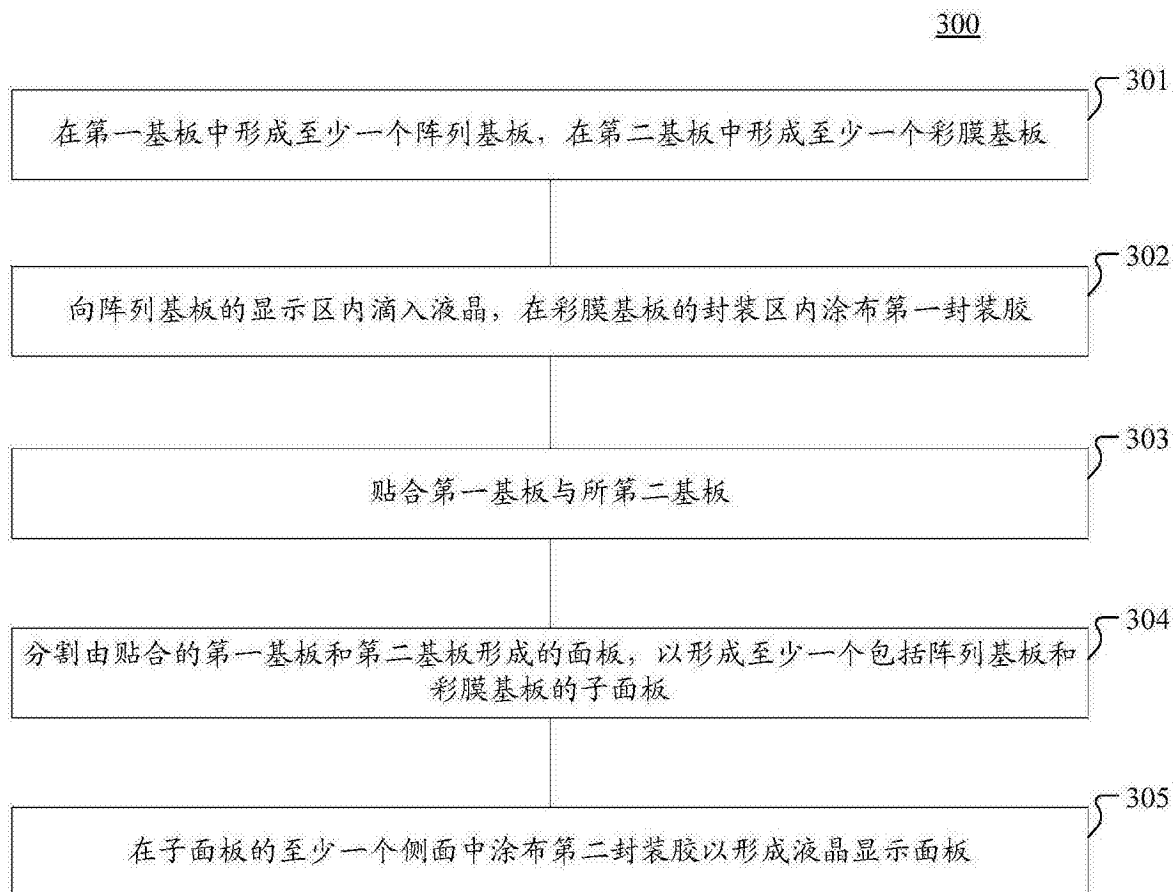 300
301
在第一基板中形成至少一个阵列基板，在第二基板中形成至少一个彩膜基板
302
向阵列基板的显示区内滴入液晶，在彩膜基板的封装区内涂布第一封装胶
303
贴合第一基板与所第二基板
304
分割由贴合的第一基板和第二基板形成的面板，以形成至少一个包括阵列基板和
彩膜基板的子面板
305
在子面板的至少一个侧面中涂布第二封装胶以形成液晶显示面板